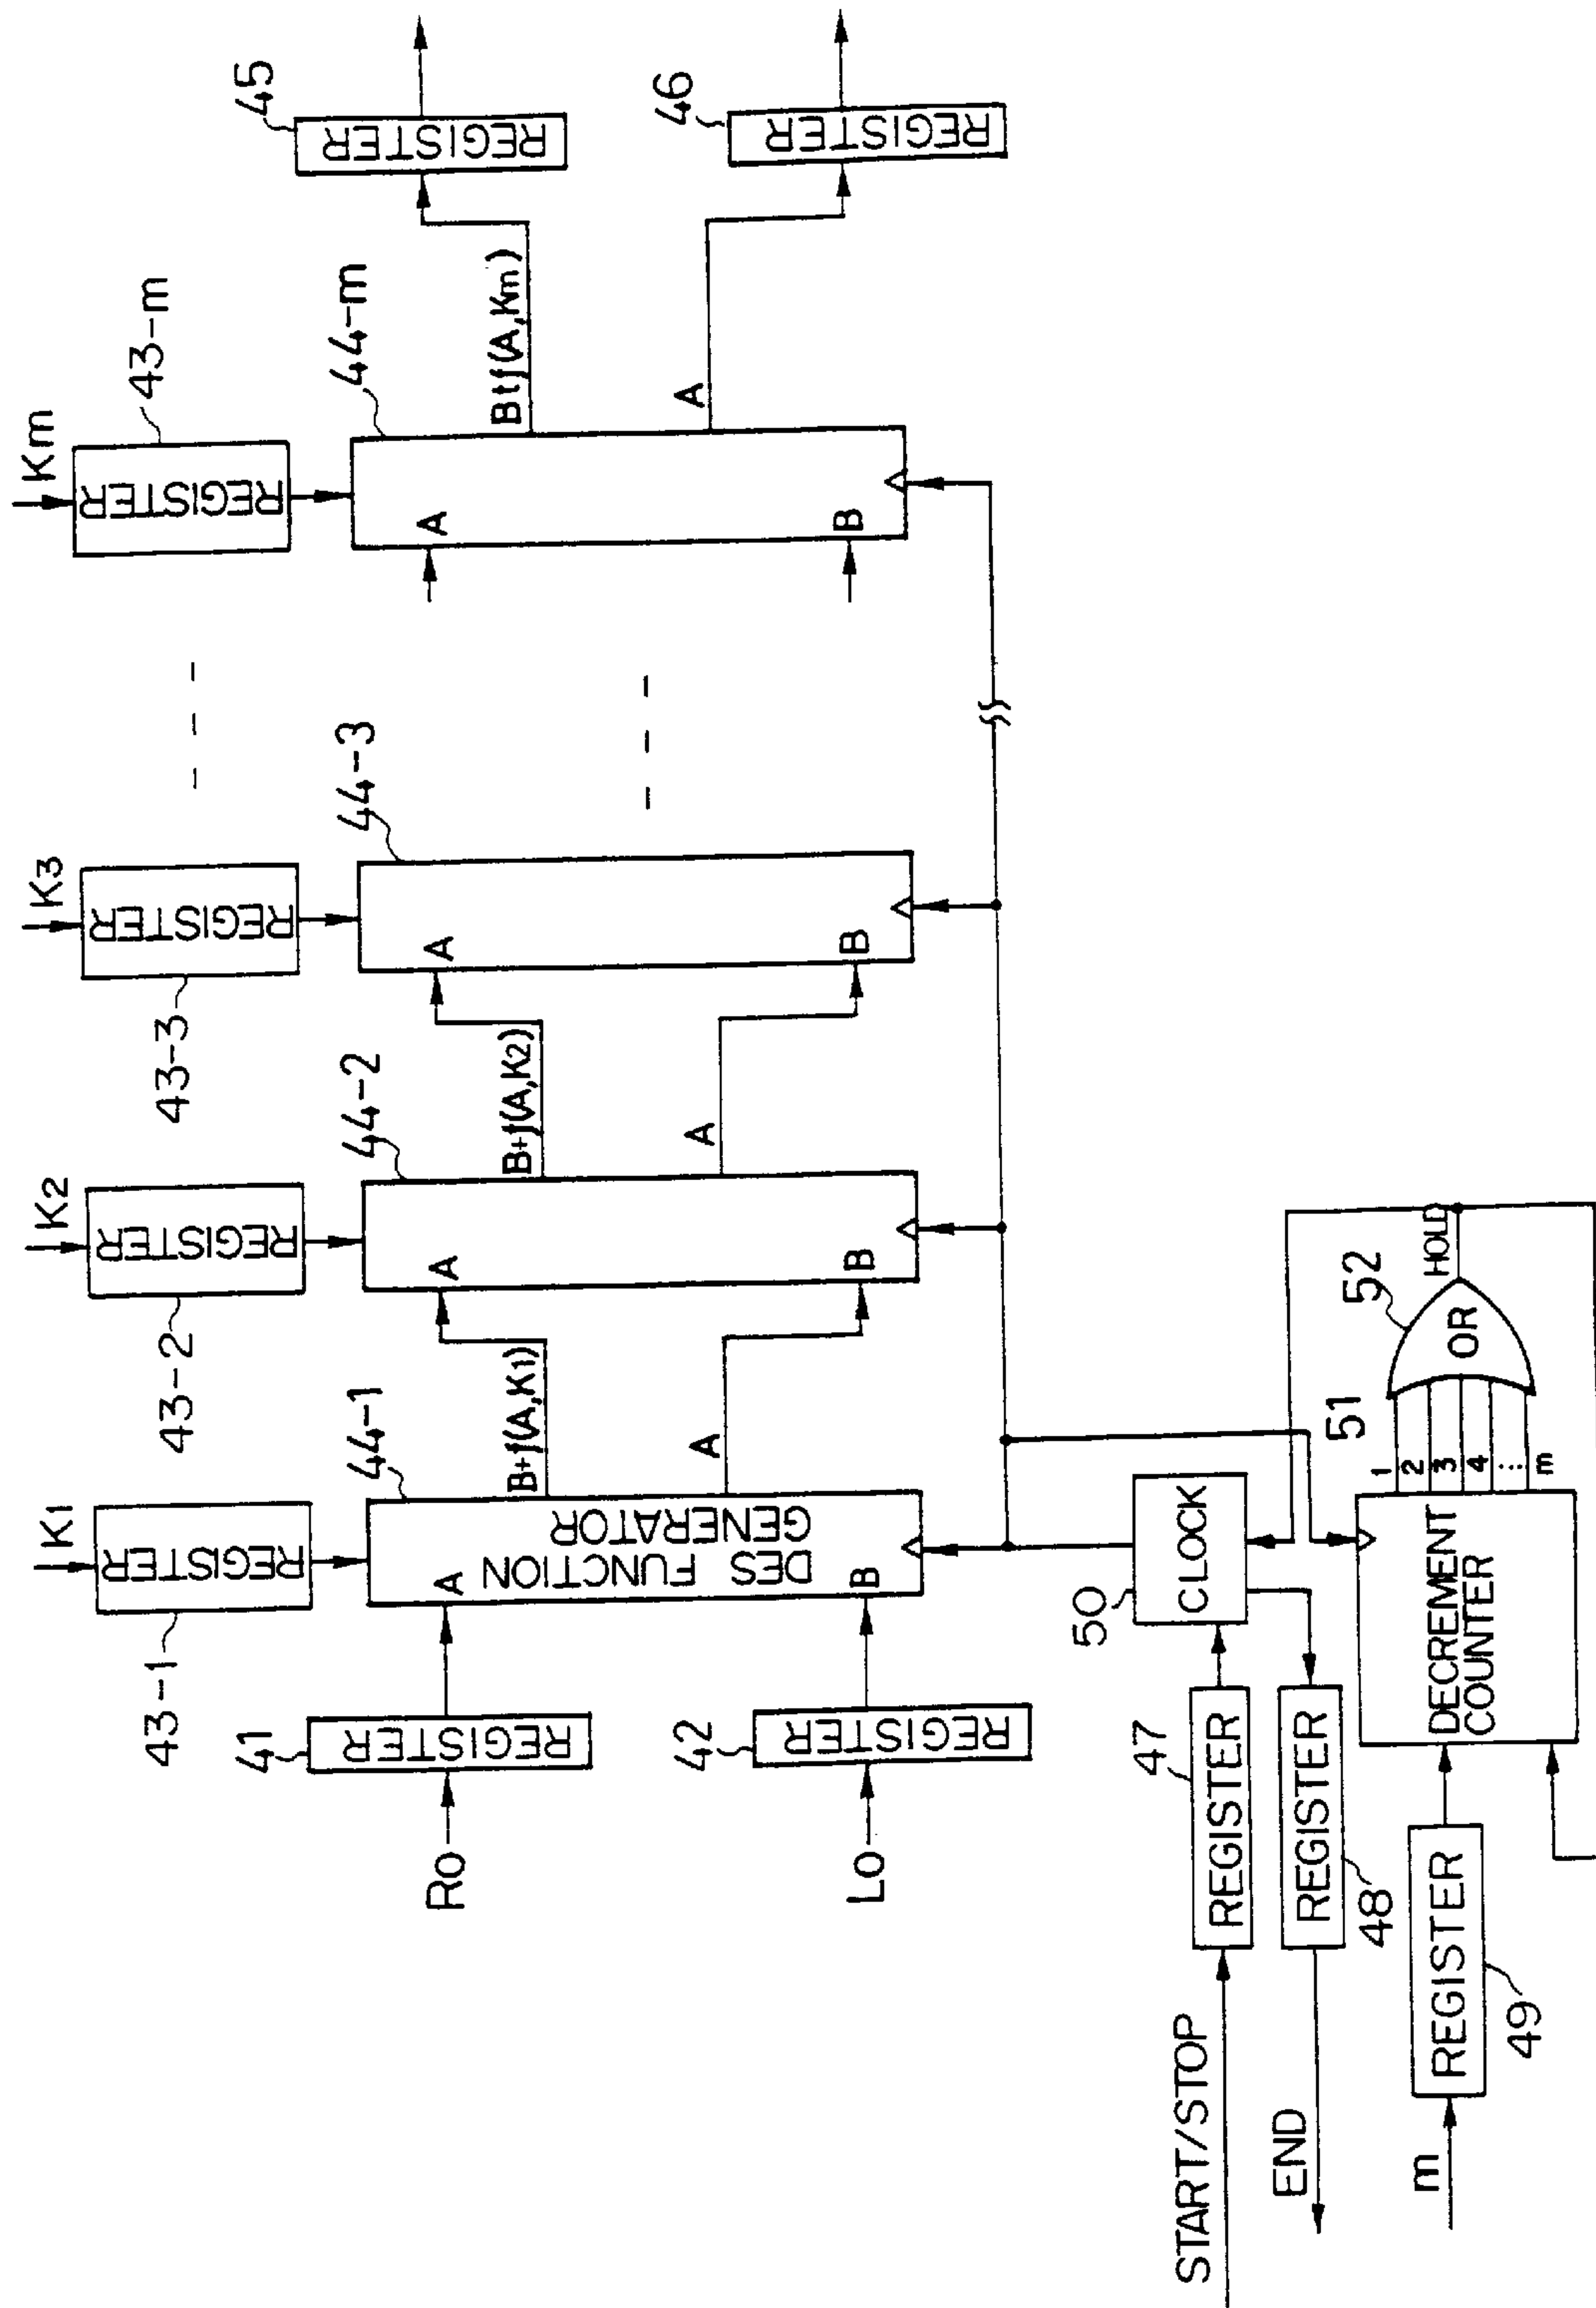 K1
K2
K3
Km
REGISTER
REGISTER
REGISTER
REGISTER
43-1
43-2
43-3
43-m
44-1
44-2
44-3
44-m
41
REGISTER
R0
A
DES FUNCTION
GENERATOR
B+f(A,K1)
A
B+f(A,K2)
A
A
B+f(A,Km)
45
REGISTER
42
REGISTER
L0
B
A
B
A
B
B
A
46
REGISTER
START/STOP
47
REGISTER
50
CLOCK
END
REGISTER
48
m
REGISTER
49
DECREMENT
COUNTER
51
1
2
3
4
m
52
OR
HOLD